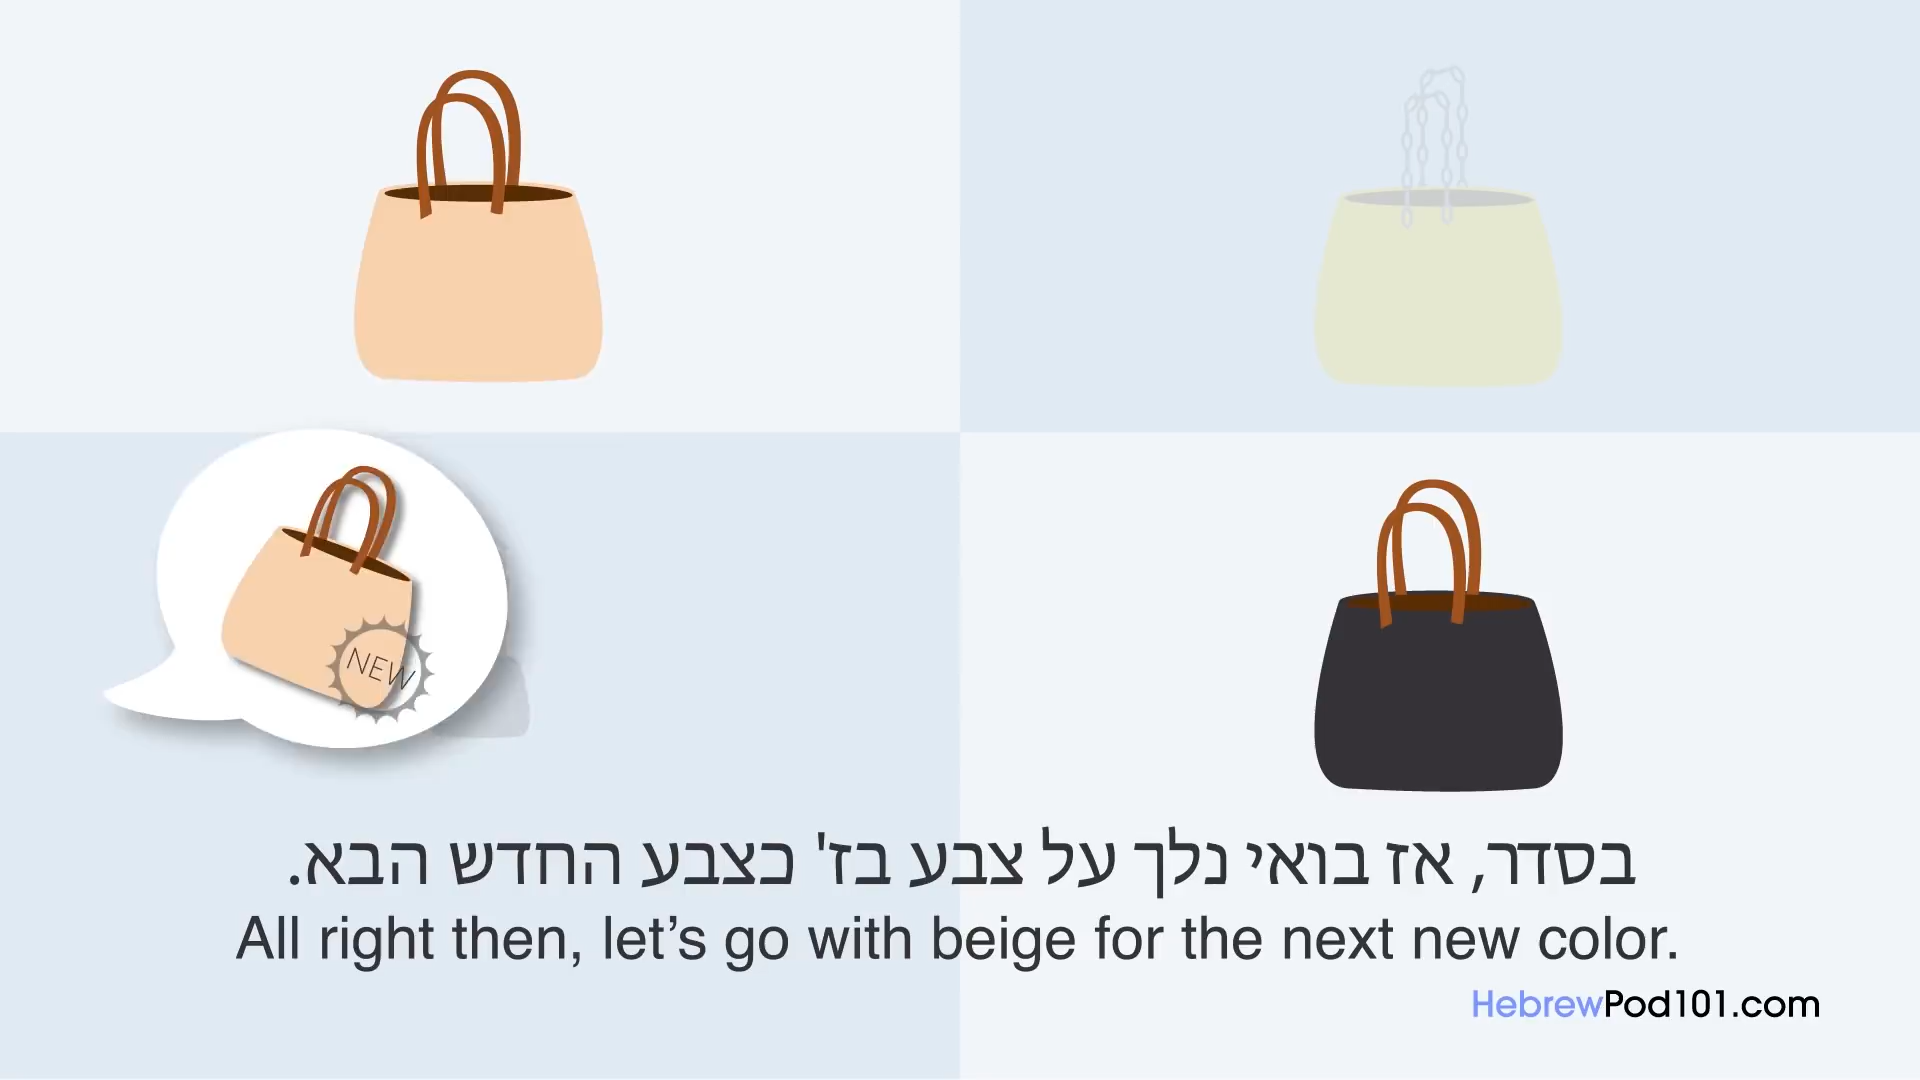 NEW
בסדר, אז בואי נלך על צבע בז' כצבע החדש הבא.
All right then, let’s go with beige for the next new color.
HebrewPod101.com